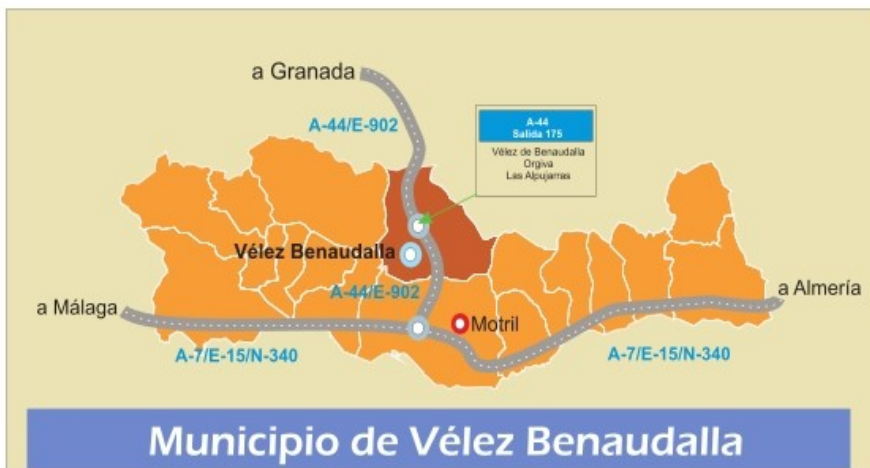 a Granada
A-44/E-902
A-44
Salida 175
Vélez de Benaudalla
Orgiva
Las Alpujarras
Vélez Benaudalla
A-44/E-902
a Málaga
a Almería
Motril
A-7/E-15/N-340
A-7/E-15/N-340
Municipio de Vélez Benaudalla